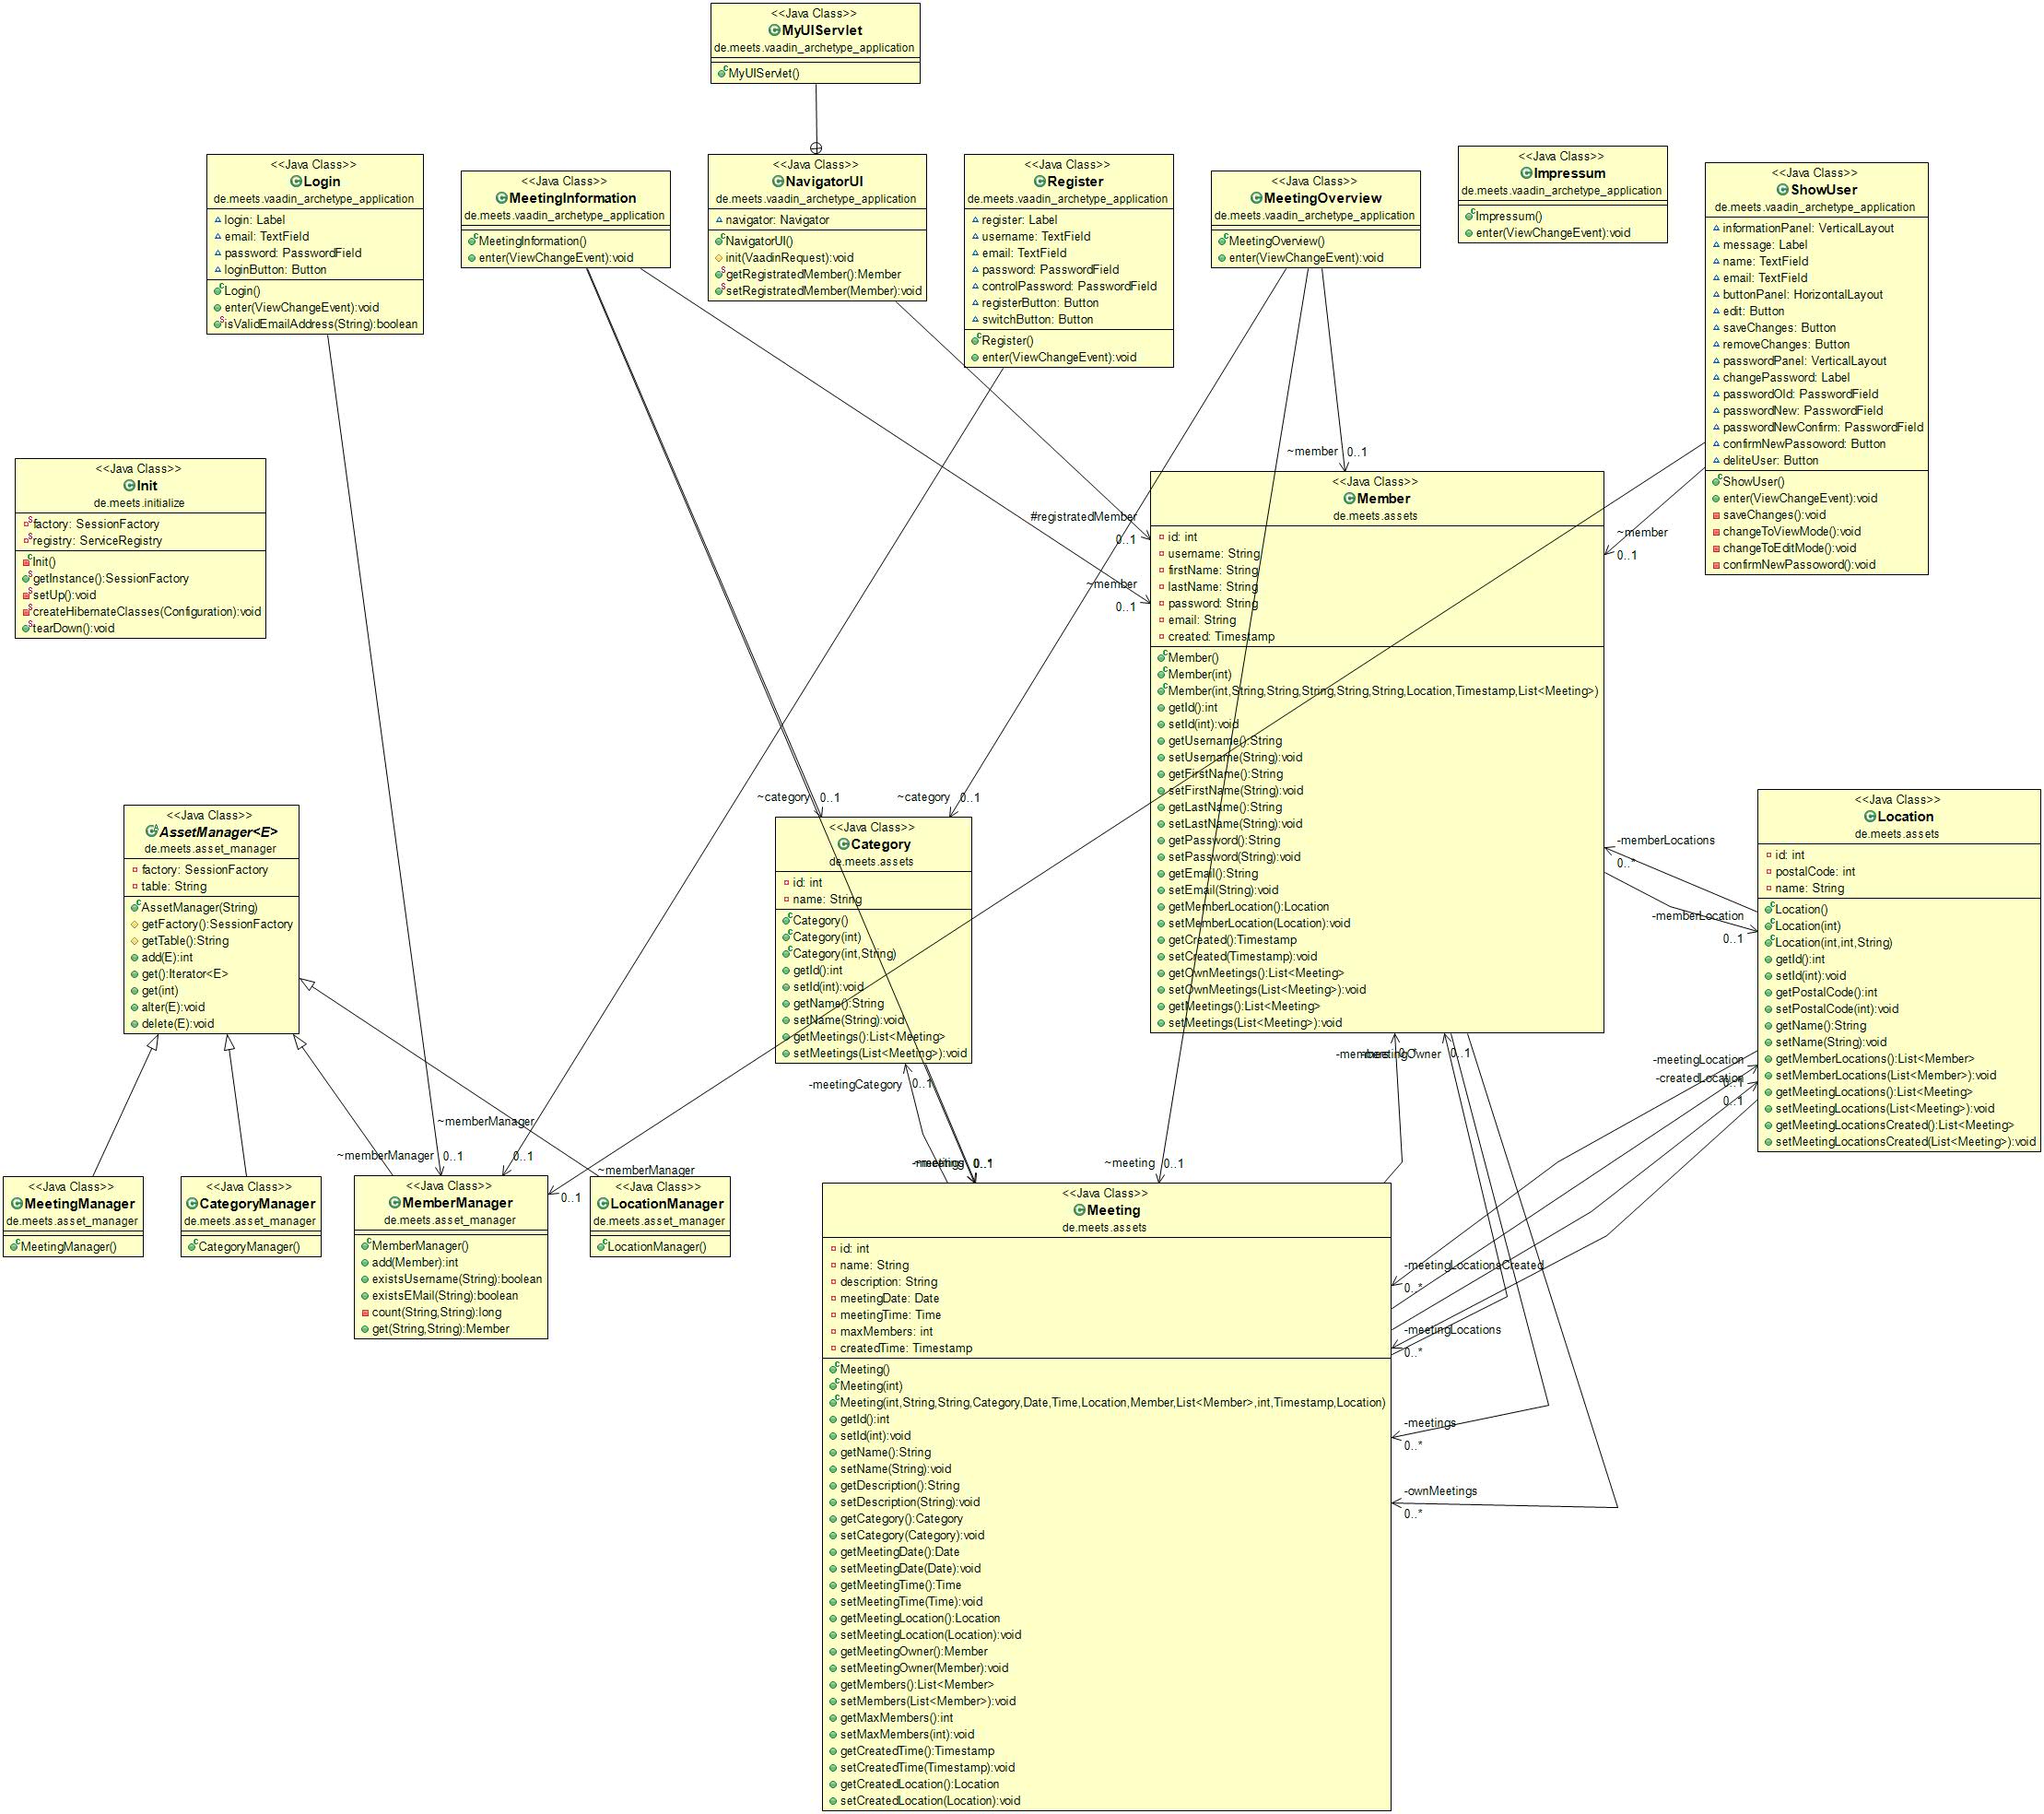 <<Java Class>>
MyUIServlet
de.meets.vaadin_archetype_application
MyUIServlet()
<<Java Class>>
Login
de.meets.vaadin_archetype_application
login: Label
email: TextField
password: PasswordField
loginButton: Button
Login()
enter(ViewChangeEvent):void
isValidEmailAddress(String):boolean
<<Java Class>>
MeetingInformation
de.meets.vaadin_archetype_application
MeetingInformation()
enter(ViewChangeEvent):void
<<Java Class>>
NavigatorUI
de.meets.vaadin_archetype_application
navigator: Navigator
NavigatorUI()
init(VaadinRequest):void
getRegistratedMember():Member
setRegistratedMember(Member):void
<<Java Class>>
Register
de.meets.vaadin_archetype_application
register: Label
username: TextField
email: TextField
password: PasswordField
controlPassword: PasswordField
registerButton: Button
switchButton: Button
Register()
enter(ViewChangeEvent):void
<<Java Class>>
MeetingOverview
de.meets.vaadin_archetype_application
MeetingOverview()
enter(ViewChangeEvent):void
<<Java Class>>
Impressum
de.meets.vaadin_archetype_application
Impressum()
enter(ViewChangeEvent):void
<<Java Class>>
ShowUser
de.meets.vaadin_archetype_application
informationPanel: VerticalLayout
message: Label
name: TextField
email: TextField
buttonPanel: HorizontalLayout
edit: Button
saveChanges: Button
removeChanges: Button
passwordPanel: VerticalLayout
changePassword: Label
passwordOld: PasswordField
passwordNew: PasswordField
passwordNewConfirm: PasswordField
confirmNewPassoword: Button
deliteUser: Button
ShowUser()
enter(ViewChangeEvent):void
saveChanges():void
changeToViewMode():void
changeToEditMode():void
confirmNewPassoword():void
<<Java Class>>
Init
de.meets.initialize
factory: SessionFactory
registry: ServiceRegistry
Init()
getInstance():SessionFactory
setUp():void
createHibernateClasses(Configuration):void
tearDown():void
~member 0..1
#registratedMember
0..1
~member
0..1
~member
0..1
<<Java Class>>
Member
de.meets.assets
id: int
username: String
firstName: String
lastName: String
password: String
email: String
created: Timestamp
Member()
Member(int)
Member(int,String,String,String,String,String,Location,Timestamp,List<Meeting>)
getId():int
setId(int):void
getUsername():String
setUsername(String):void
getFirstName():String
setFirstName(String):void
getLastName():String
setLastName(String):void
getPassword():String
setPassword(String):void
getEmail():String
setEmail(String):void
getMemberLocation():Location
setMemberLocation(Location):void
getCreated():Timestamp
setCreated(Timestamp):void
getOwnMeetings():List<Meeting>
setOwnMeetings(List<Meeting>):void
getMeetings():List<Meeting>
setMeetings(List<Meeting>):void
<<Java Class>>
AssetManager<E>
de.meets.asset_manager
factory: SessionFactory
table: String
AssetManager(String)
getFactory():SessionFactory
getTable():String
add(E):int
get():Iterator<E>
get(int)
alter(E):void
delete(E):void
~category 0..1
~category 0..1
<<Java Class>>
Category
de.meets.assets
id: int
name: String
Category()
Category(int)
Category(int,String)
getId():int
setId(int):void
getName():String
setName(String):void
getMeetings():List<Meeting>
setMeetings(List<Meeting>):void
-meetingCategory 0..1
-memberLocations
0..*
-memberLocation
0..1
<<Java Class>>
Location
de.meets.assets
id: int
postalCode: int
name: String
Location()
Location(int)
Location(int,int,String)
getId():int
setId(int):void
getPostalCode():int
setPostalCode(int):void
getName():String
setName(String):void
getMemberLocations():List<Member>
setMemberLocations(List<Member>):void
getMeetingLocations():List<Meeting>
setMeetingLocations(List<Meeting>):void
getMeetingLocationsCreated():List<Meeting>
setMeetingLocationsCreated(List<Meeting>):void
-members 0..*
0..1
-meetingLocation
-createdLocation
0..1
~memberManager
~memberManager 0..1
0..1
~memberManager
0..1
0..1
~meeting 0..1
<<Java Class>>
MeetingManager
de.meets.asset_manager
MeetingManager()
<<Java Class>>
CategoryManager
de.meets.asset_manager
CategoryManager()
<<Java Class>>
MemberManager
de.meets.asset_manager
MemberManager()
add(Member):int
existsUsername(String):boolean
existsEMail(String):boolean
count(String,String):long
get(String,String):Member
<<Java Class>>
LocationManager
de.meets.asset_manager
LocationManager()
<<Java Class>>
Meeting
de.meets.assets
id: int
name: String
description: String
meetingDate: Date
meetingTime: Time
maxMembers: int
createdTime: Timestamp
Meeting()
Meeting(int)
Meeting(int,String,String,Category,Date,Time,Location,Member,List<Member>,int,Timestamp,Location)
getId():int
setId(int):void
getName():String
setName(String):void
getDescription():String
setDescription(String):void
getCategory():Category
setCategory(Category):void
getMeetingDate():Date
setMeetingDate(Date):void
getMeetingTime():Time
setMeetingTime(Time):void
getMeetingLocation():Location
setMeetingLocation(Location):void
getMeetingOwner():Member
setMeetingOwner(Member):void
getMembers():List<Member>
setMembers(List<Member>):void
getMaxMembers():int
setMaxMembers(int):void
getCreatedTime():Timestamp
setCreatedTime(Timestamp):void
getCreatedLocation():Location
setCreatedLocation(Location):void
-meetingLocationsCreated
0..*
-meetingLocations
0..*
-meetings
0..*
-ownMeetings
0..*